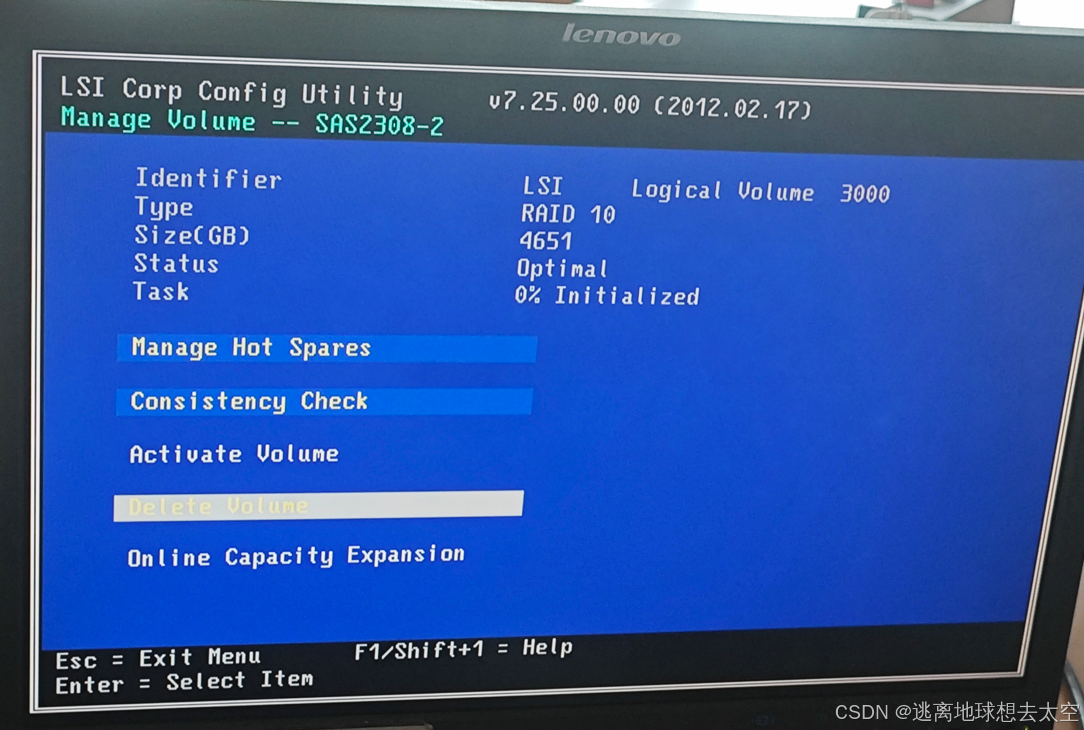 lenovo
LSI Corp Config Utility v7.25.00.00 (2012.02.17)
Manage Volume -- SAS2308-2
Identifier LSI Logical Volume 3000
Type RAID 10
Size(GB) 4651
Status Optimal
Task 0% Initialized
Manage Hot Spares
Consistency Check
Activate Volume
Delete Volume
Online Capacity Expansion
Esc = Exit Menu F1/Shift+1 = Help
Enter = Select Item
CSDN @逃离地球想去太空